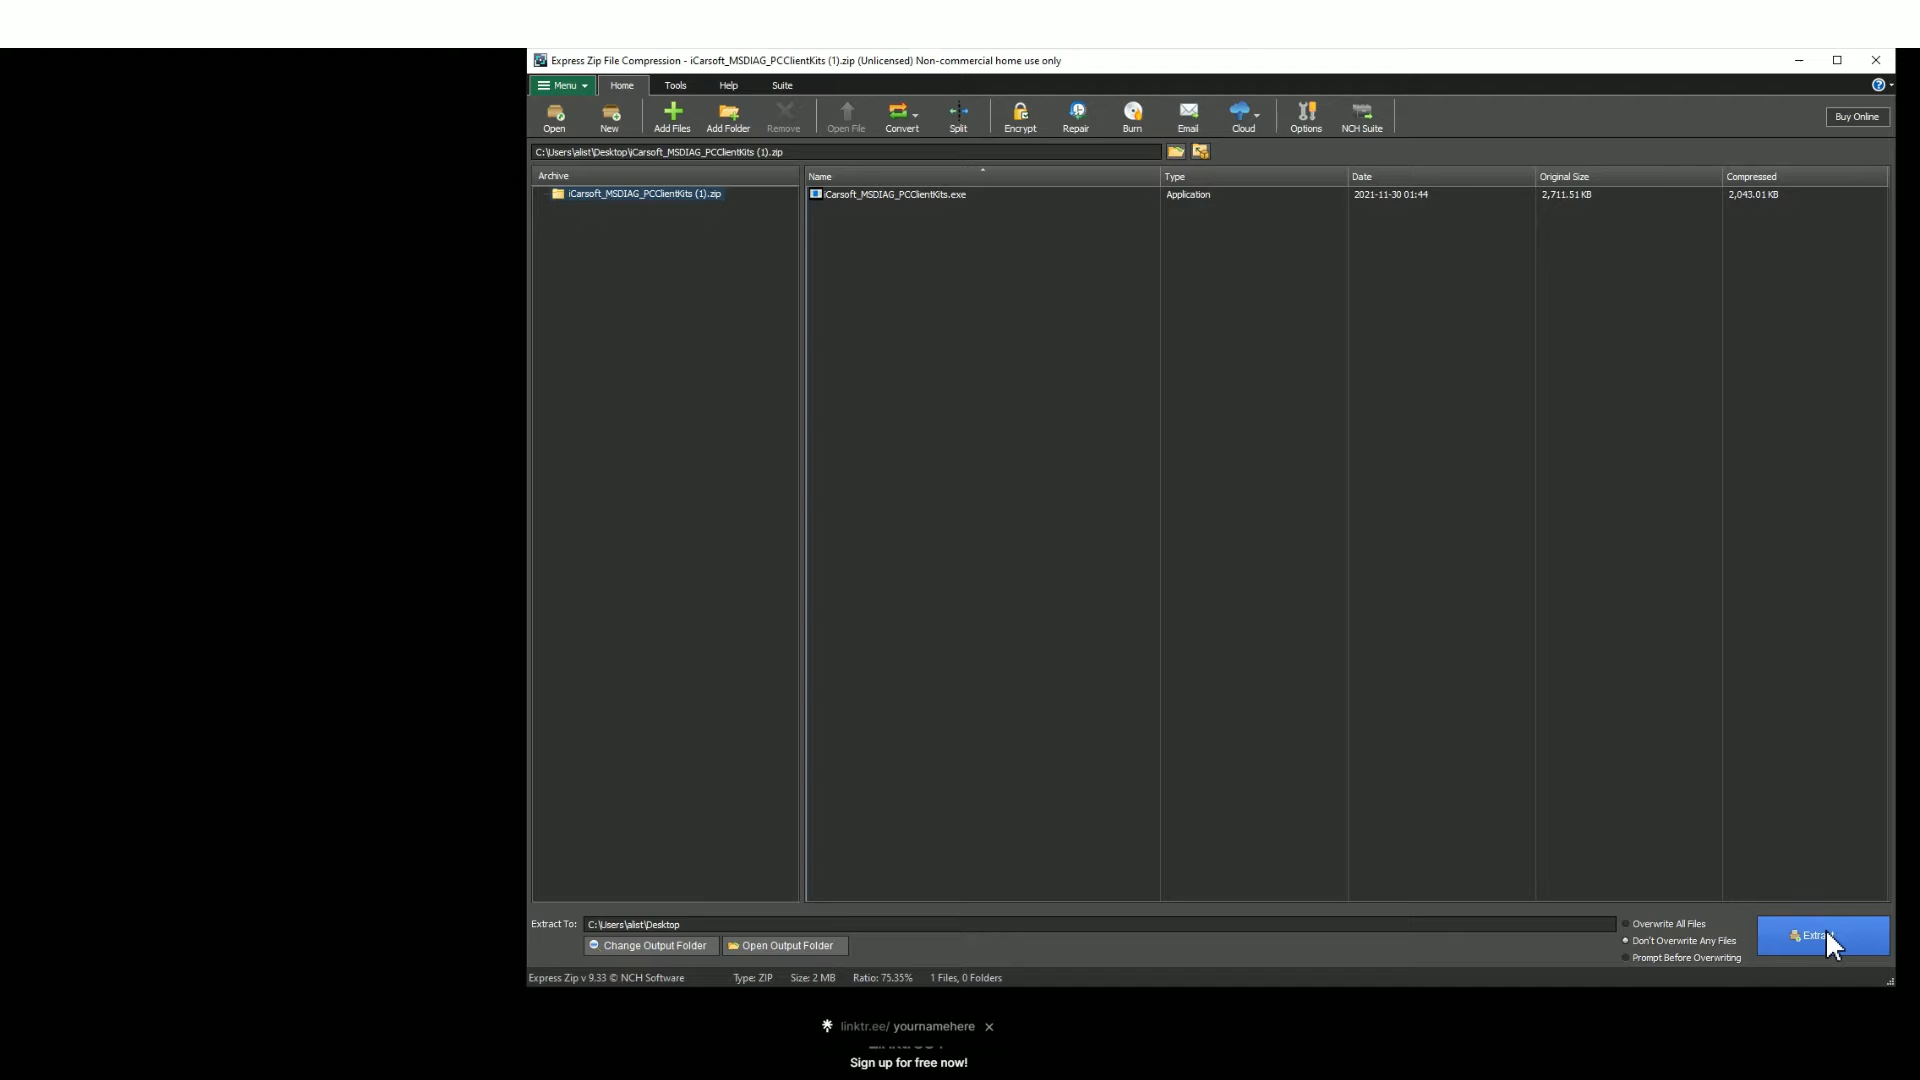 Express Zip File Compression - iCarsoft_MSDIAG_PCClientKits (1).zip (Unlicensed) Non-commercial home use only
Menu Home Tools Help Suite
Open New Add Files Add Folder Remove Open File Convert Split Encrypt Repair Burn Email Cloud Options NCH Suite Buy Online
C:\Users\alist\Desktop\iCarsoft_MSDIAG_PCClientKits (1).zip
Archive Name Type Date Original Size Compressed
iCarsoft_MSDIAG_PCClientKits (1).zip iCarsoft_MSDIAG_PCClientKits.exe Application 2021-11-30 01:44 2,711.51 KB 2,043.01 KB
Extract To: C:\Users\alist\Desktop
Overwrite All Files
Change Output Folder Open Output Folder
Don't Overwrite Any Files
Prompt Before Overwriting
Express Zip v 9.33 © NCH Software Type: ZIP Size: 2 MB Ratio: 75.35% 1 Files, 0 Folders
linktr.ee/ yournamehere
Sign up for free now!